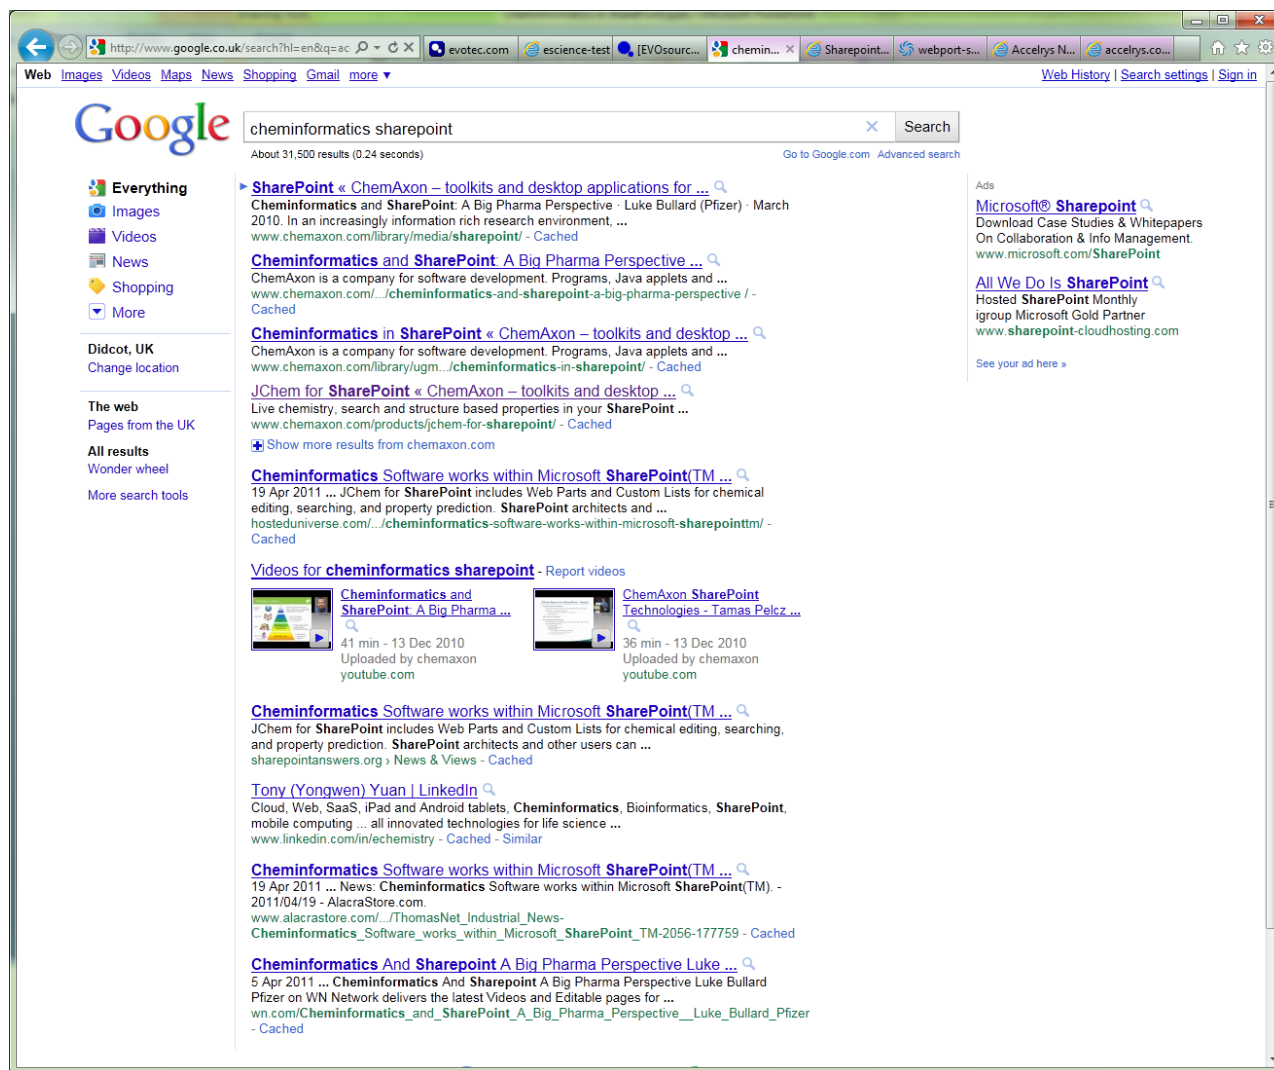 http://www.google.co.uk/search?hl=en&q=ac
evotec.com
escience-test
[EVOsourc...
chemin...
Sharepoint...
webport-s...
Accelrys N...
accelrys.co...
Web Images Videos Maps News Shopping Gmail more ▼
Web History | Search settings | Sign in
Google
cheminformatics sharepoint
Search
About 31,500 results (0.24 seconds)
Go to Google.com Advanced search
Everything
Images
Videos
News
Shopping
More
Didcot, UK
Change location
The web
Pages from the UK
All results
Wonder wheel
More search tools
SharePoint « ChemAxon – toolkits and desktop applications for ...
Cheminformatics and SharePoint: A Big Pharma Perspective · Luke Bullard (Pfizer) · March
2010. In an increasingly information rich research environment, ...
www.chemaxon.com/library/media/sharepoint/ - Cached
Cheminformatics and SharePoint: A Big Pharma Perspective ...
ChemAxon is a company for software development. Programs, Java applets and ...
www.chemaxon.com/.../cheminformatics-and-sharepoint-a-big-pharma-perspective / -
Cached
Cheminformatics in SharePoint « ChemAxon – toolkits and desktop ...
ChemAxon is a company for software development. Programs, Java applets and ...
www.chemaxon.com/library/ugm.../cheminformatics-in-sharepoint/ - Cached
JChem for SharePoint « ChemAxon – toolkits and desktop ...
Live chemistry, search and structure based properties in your SharePoint ...
www.chemaxon.com/products/jchem-for-sharepoint/ - Cached
Show more results from chemaxon.com
Cheminformatics Software works within Microsoft SharePoint(TM ...
19 Apr 2011 ... JChem for SharePoint includes Web Parts and Custom Lists for chemical
editing, searching, and property prediction. SharePoint architects and ...
hosteduniverse.com/.../cheminformatics-software-works-within-microsoft-sharepointtm/ -
Cached
Videos for cheminformatics sharepoint - Report videos
Cheminformatics and
SharePoint: A Big Pharma ...
41 min - 13 Dec 2010
Uploaded by chemaxon
youtube.com
ChemAxon SharePoint
Technologies - Tamas Pelcz ...
36 min - 13 Dec 2010
Uploaded by chemaxon
youtube.com
Cheminformatics Software works within Microsoft SharePoint(TM ...
JChem for SharePoint includes Web Parts and Custom Lists for chemical editing, searching,
and property prediction. SharePoint architects and other users can ...
sharepointanswers.org › News & Views - Cached
Tony (Yongwen) Yuan | LinkedIn
Cloud, Web, SaaS, iPad and Android tablets, Cheminformatics, Bioinformatics, SharePoint,
mobile computing ... all innovated technologies for life science ...
www.linkedin.com/in/echemistry - Cached - Similar
Cheminformatics Software works within Microsoft SharePoint(TM ...
19 Apr 2011 ... News: Cheminformatics Software works within Microsoft SharePoint(TM). -
2011/04/19 - AlacraStore.com.
www.alacrastore.com/.../ThomasNet_Industrial_News-
Cheminformatics_Software_works_within_Microsoft_SharePoint_TM-2056-177759 - Cached
Cheminformatics And Sharepoint A Big Pharma Perspective Luke ...
5 Apr 2011 ... Cheminformatics And Sharepoint A Big Pharma Perspective Luke Bullard
Pfizer on WN Network delivers the latest Videos and Editable pages for ...
wn.com/Cheminformatics_and_SharePoint_A_Big_Pharma_Perspective__Luke_Bullard_Pfizer
- Cached
Ads
Microsoft® Sharepoint
Download Case Studies & Whitepapers
On Collaboration & Info Management.
www.microsoft.com/SharePoint
All We Do Is SharePoint
Hosted SharePoint Monthly
igroup Microsoft Gold Partner
www.sharepoint-cloudhosting.com
See your ad here »